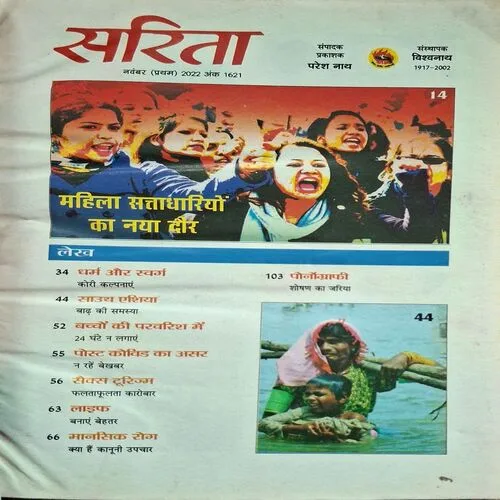 सरिता
नवंबर (प्रथम) 2022 अंक 1621
संपादक
प्रकाशक
परेश नाथ
संस्थापक
विश्वनाथ
1917-2002
14
महिला सत्ताधारियों
का नया दौर
लेख
34 धर्म और स्वर्ग
कोरी कल्पनाएं
44 साउथ एशिया
बाढ़ की समस्या
52 बच्चों की परवरिश में
24 घंटे न लगाएं
55 पोस्ट कोविड का असर
न रहें बेखबर
56 सैक्स टूरिज्म
फलताफूलता कारोबार
63 लाइफ
बनाएं बेहतर
66 मानसिक रोग
क्या हैं कानूनी उपचार
103 पोर्नोग्राफी
शोषण का जरिया
44